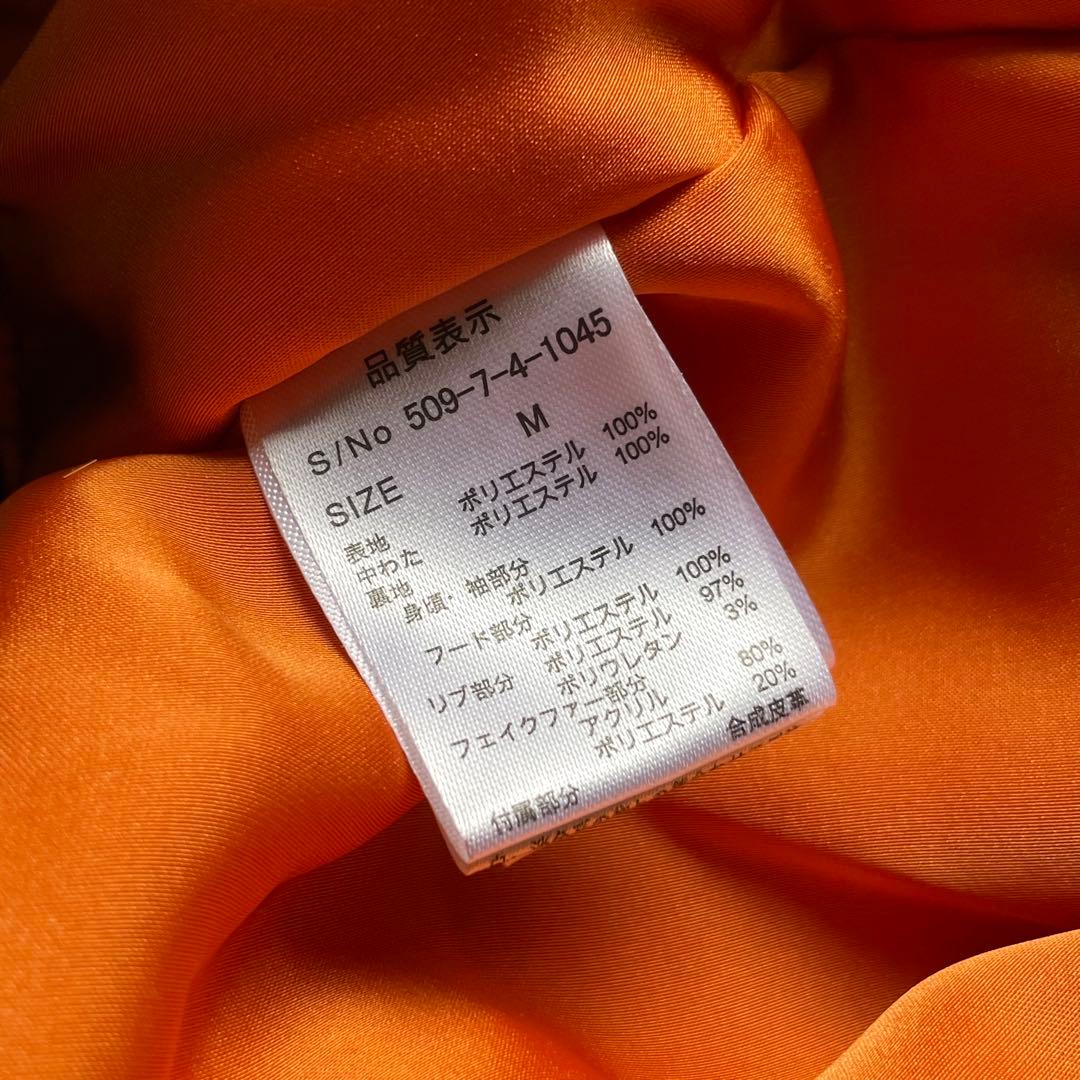 品質表示
S/No 509-7-4-1045
SIZE M
表地 ポリエステル 100%
中わた ポリエステル 100%
裏地
身頃・袖部分
ポリエステル 100%
フード部分
ポリエステル 100%
リブ部分 ポリエステル 97%
ポリウレタン 3%
フェイクファー部分
アクリル 80%
ポリエステル 20%
付属部分 合成皮革